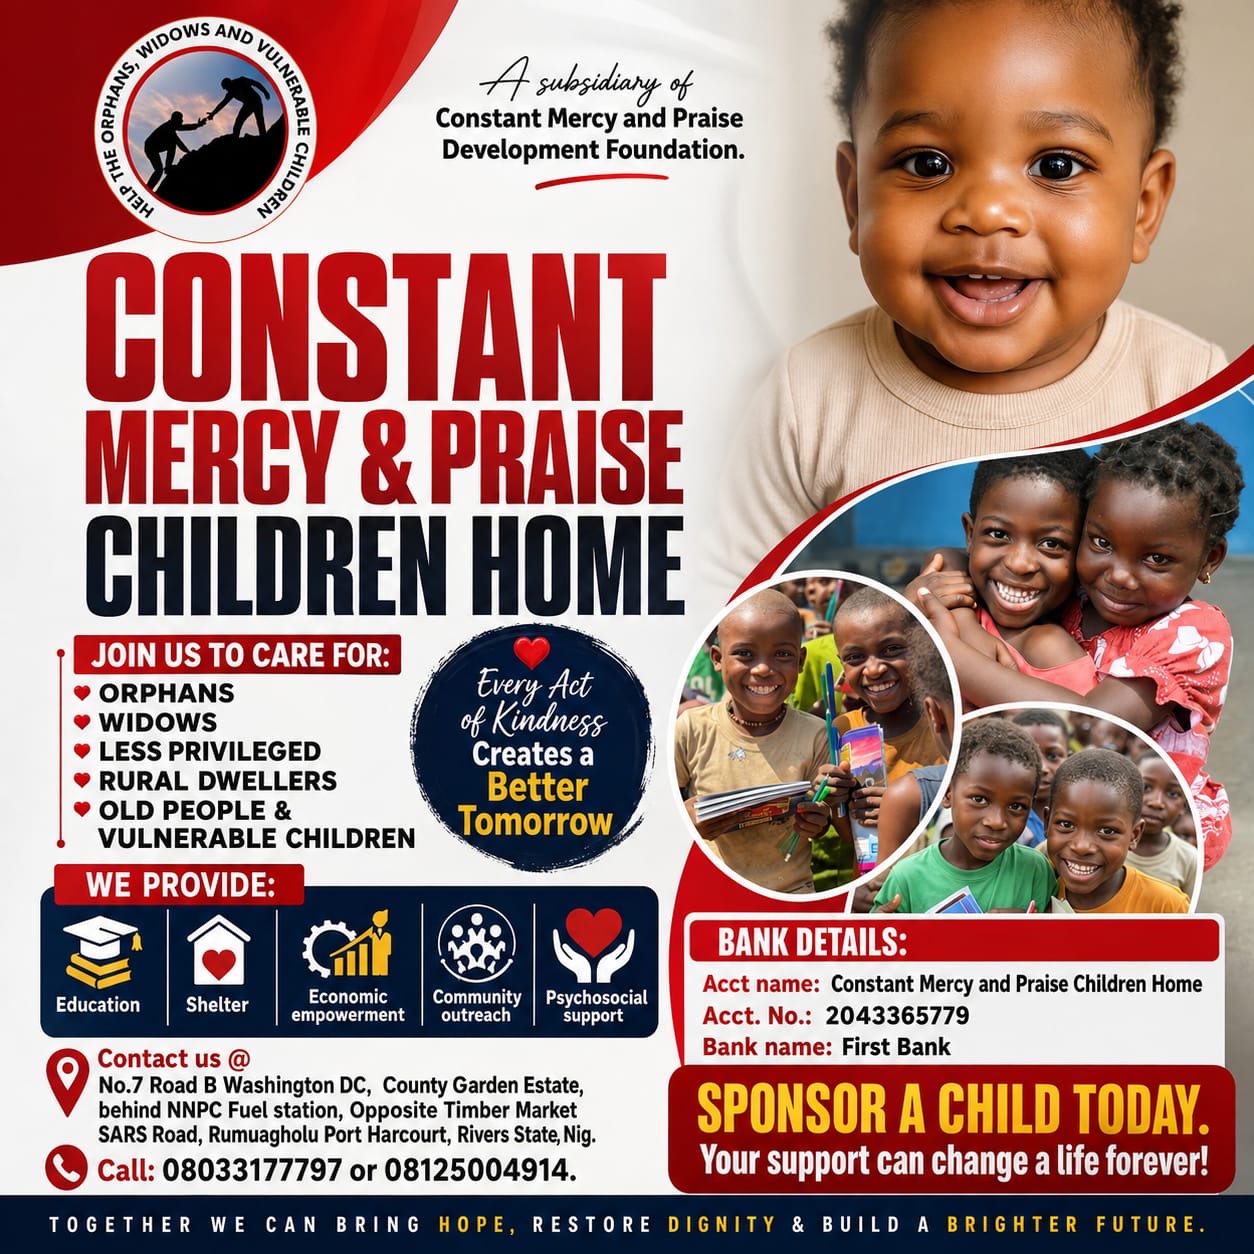 HELP THE ORPHANS, WIDOWS AND VULNERABLE CHILDREN
A subsidiary of
Constant Mercy and Praise
Development Foundation.
CONSTANT
MERCY & PRAISE
CHILDREN HOME
JOIN US TO CARE FOR:
ORPHANS
WIDOWS
LESS PRIVILEGED
RURAL DWELLERS
OLD PEOPLE &
VULNERABLE CHILDREN
Every Act
of Kindness
Creates a
Better
Tomorrow
WE PROVIDE:
Education
Shelter
Economic
empowerment
Community
outreach
Psychosocial
support
BANK DETAILS:
Acct name: Constant Mercy and Praise Children Home
Acct. No.: 2043365779
Bank name: First Bank
Contact us @
No.7 Road B Washington DC, County Garden Estate,
behind NNPC Fuel station, Opposite Timber Market
SARS Road, Rumuagholu Port Harcourt, Rivers State, Nig.
Call: 08033177797 or 08125004914.
SPONSOR A CHILD TODAY.
Your support can change a life forever!
TOGETHER WE CAN BRING HOPE, RESTORE DIGNITY & BUILD A BRIGHTER FUTURE.